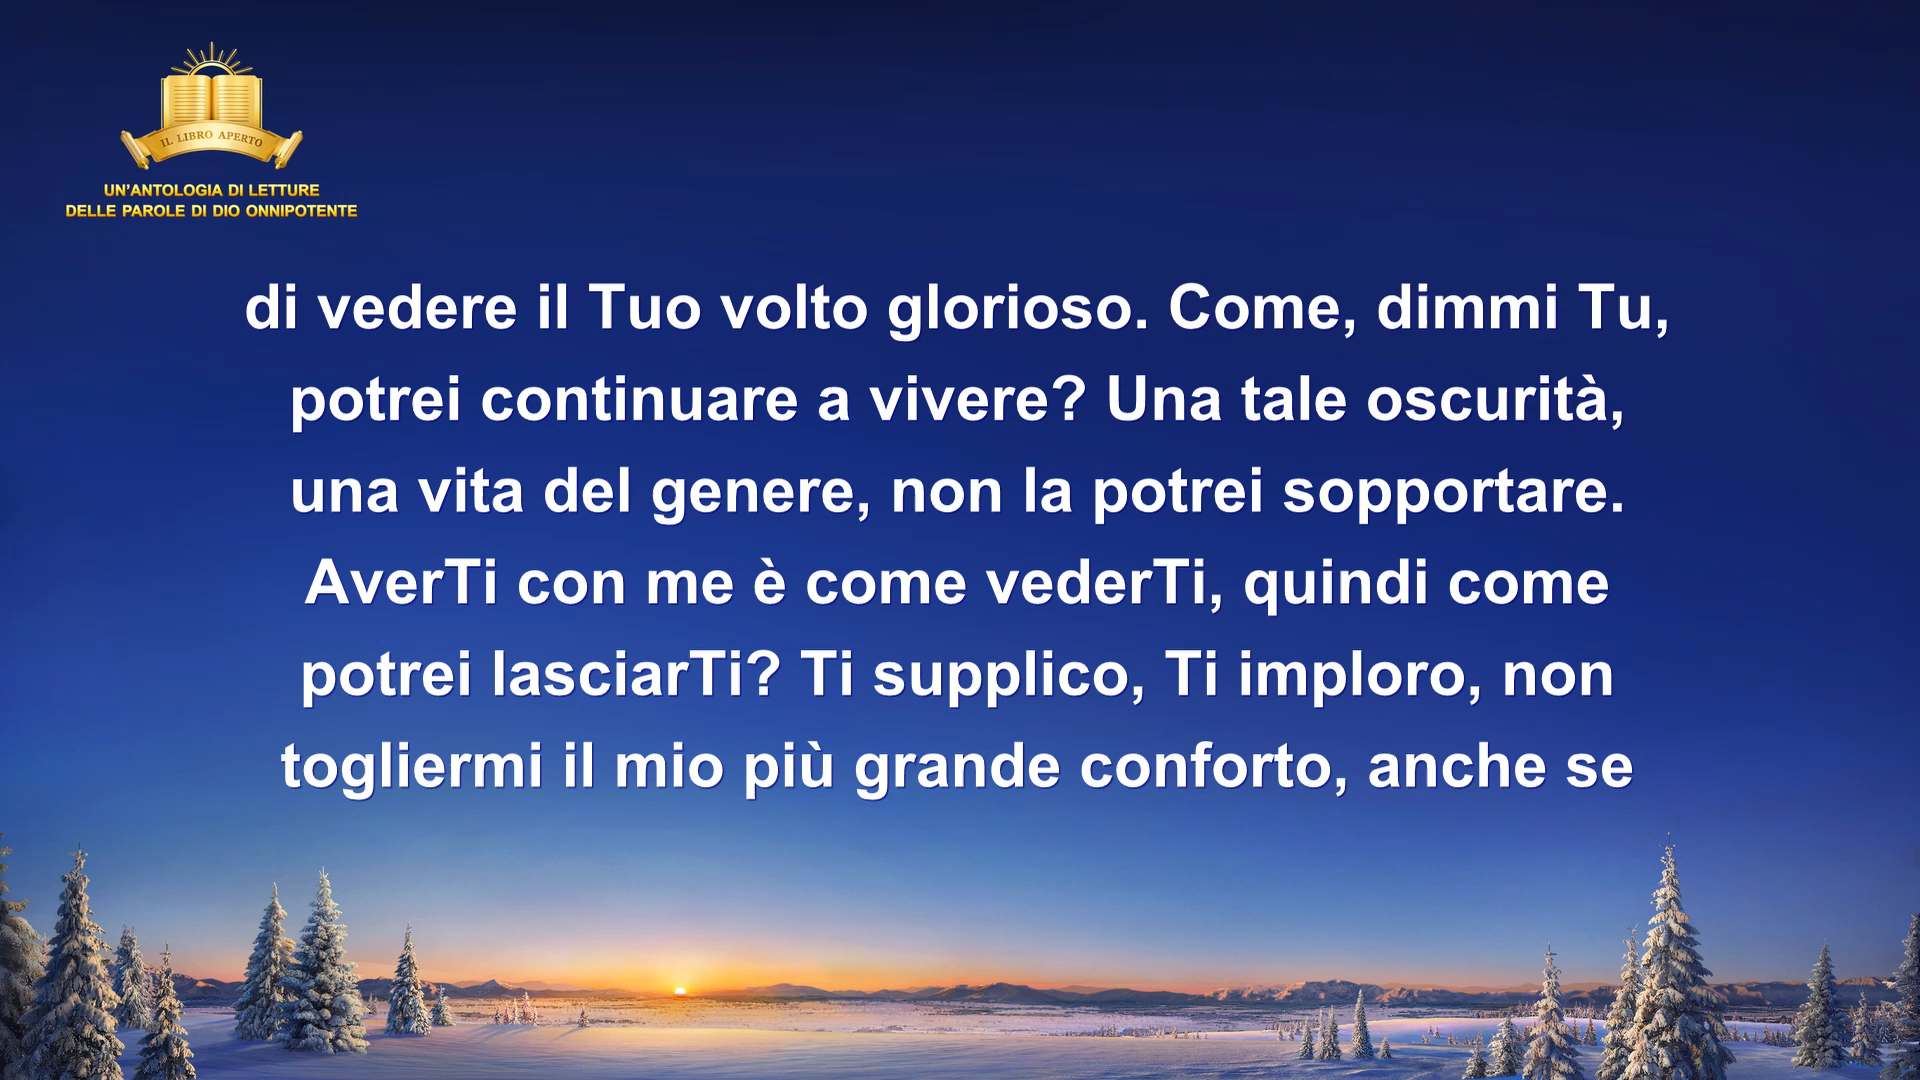 IL LIBRO APERTO
UN'ANTOLOGIA DI LETTURE
DELLE PAROLE DI DIO ONNIPOTENTE
di vedere il Tuo volto glorioso. Come, dimmi Tu,
potrei continuare a vivere? Una tale oscurità,
una vita del genere, non la potrei sopportare.
AverTi con me è come vederTi, quindi come
potrei lasciarTi? Ti supplico, Ti imploro, non
togliermi il mio più grande conforto, anche se